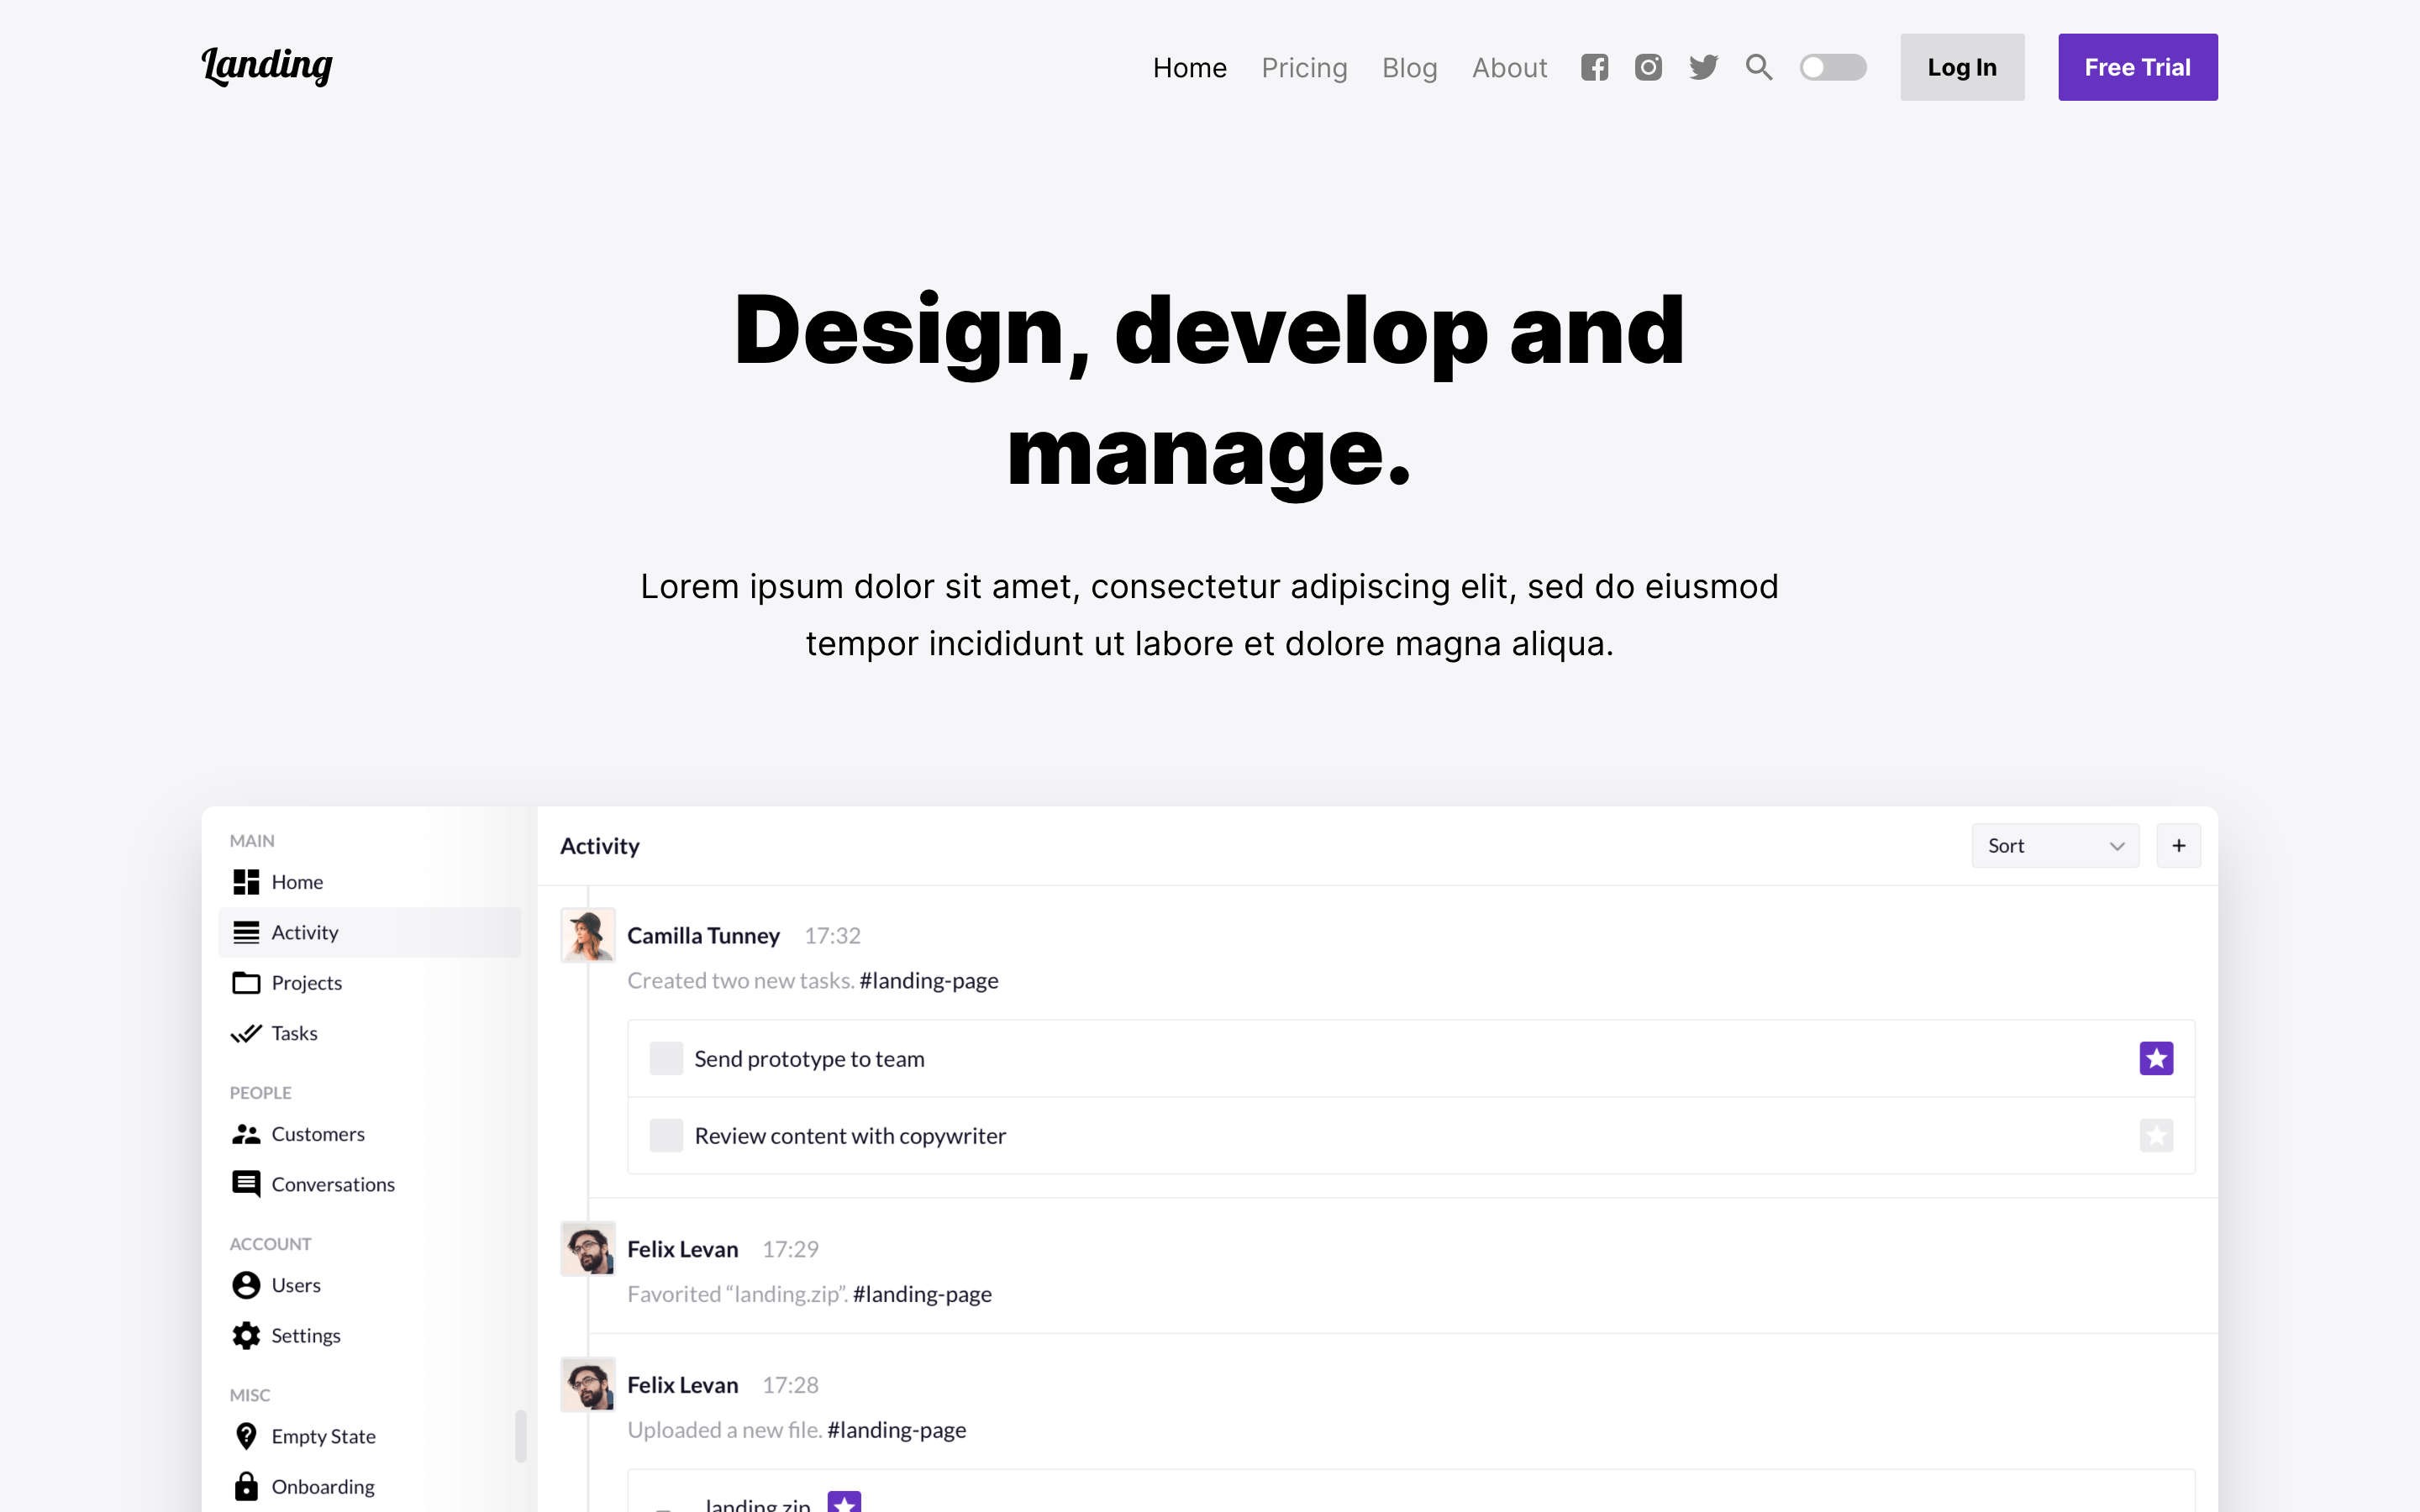 Landing
Home Pricing Blog About Log In Free Trial
Design, develop and
manage.
Lorem ipsum dolor sit amet, consectetur adipiscing elit, sed do eiusmod
tempor incididunt ut labore et dolore magna aliqua.
MAIN
Home
Activity
Projects
Tasks
PEOPLE
Customers
Conversations
ACCOUNT
Users
Settings
MISC
Empty State
Onboarding
Activity
Sort +
Camilla Tunney 17:32
Created two new tasks. #landing-page
Send prototype to team
Review content with copywriter
Felix Levan 17:29
Favorited “landing.zip”. #landing-page
Felix Levan 17:28
Uploaded a new file. #landing-page
landing.zip